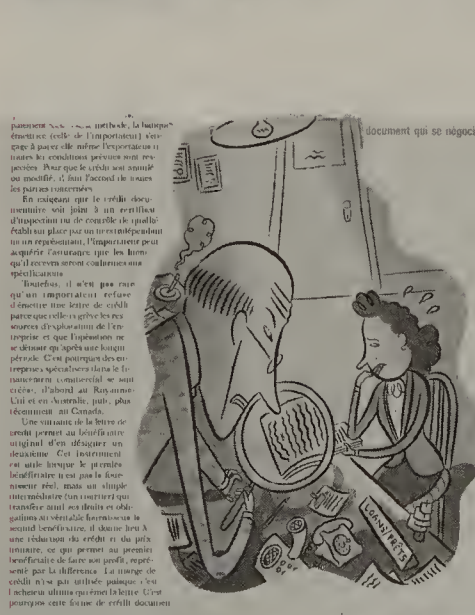 méthode, la banque
émettrice (celle de l'importateur) s'en-
gage à payer elle même l'exportateur si
toutes les conditions prévues sont res-
pectées. Pour que le crédit soit annulé
ou modifié, il faut l'accord de toutes
les parties concernées
En exigeant que le crédit docu-
mentaire soit joint à un certificat
d'inspection ou de contrôle de qualité
établi sur place par un tiers indépendant
ou un représentant, l'importateur peut
acquérir l'assurance que les biens
qu'il recevra seront conformes aux
spécifications
Toutefois, il n'est pas rare
qu'un importateur refuse
d'émettre une lettre de crédit
parce que celle-ci grève les res-
sources d'exploration de l'en-
treprise et que l'opération ne
se dénoue qu'après une longue
période. C'est pourquoi des en-
treprises spécialisées dans le fi-
nancement commercial se sont
créées, d'abord au Royaume-
Uni et en Australie, puis, plus
récemment au Canada.
Une variante de la lettre de
crédit permet au bénéficiaire
original d'en désigner un
deuxième. Cet instrument
est utile lorsque le premier
bénéficiaire n'est pas le four-
nisseur réel, mais un simple
intermédiaire (un courtier) qui
transfère ainsi ses droits et obli-
gations au véritable fournisseur le
second bénéficiaire, il donne lieu à
une réduction du crédit et du prix
unitaire, ce qui permet au premier
bénéficiaire de faire son profit, repré-
senté par la différence. La marge de
crédit n'est pas utilisée puisque c'est
l'acheteur ultime qui émet la lettre. C'est
pourquoi cette forme de crédit document
document qui se négoci
LOANS/PRÊTS